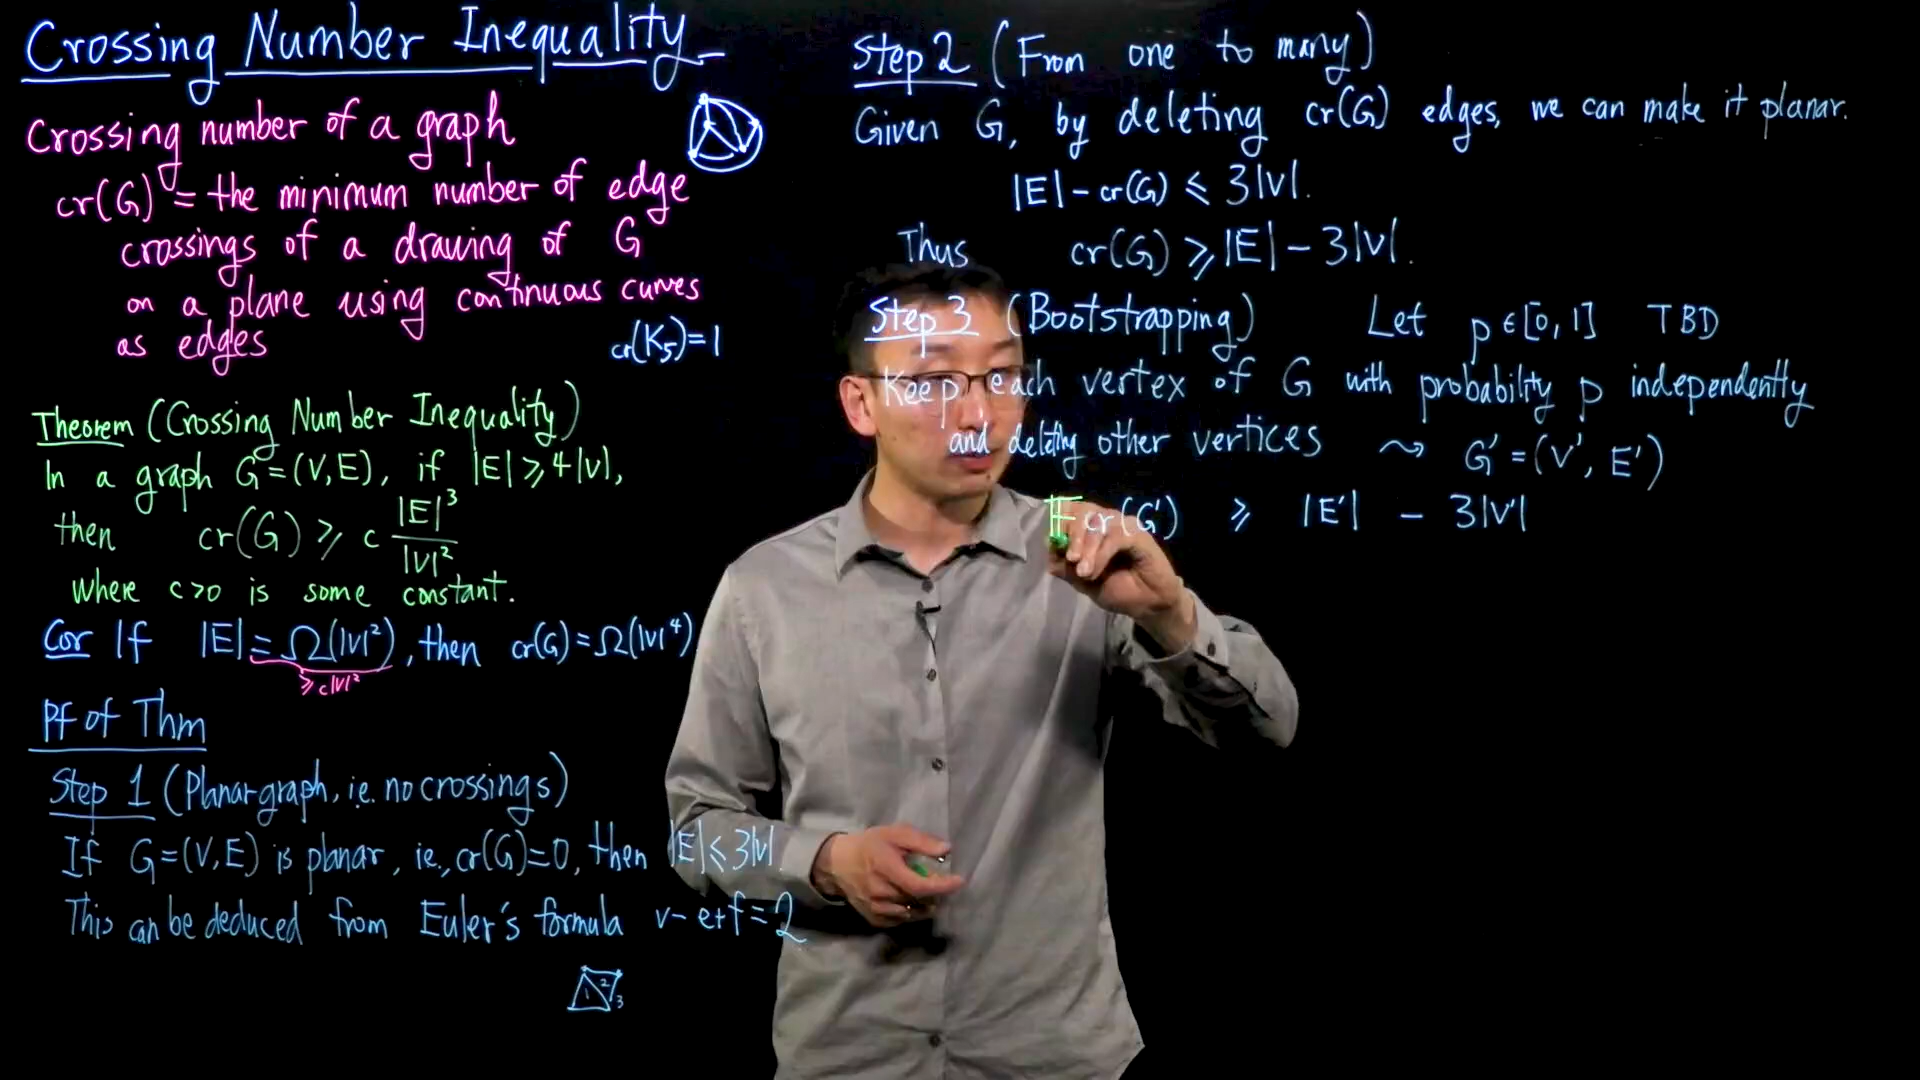 Crossing Number Inequality
Crossing number of a graph
cr(G) = the minimum number of edge
crossings of a drawing of G
on a plane using continuous curves
as edges
cr(K₅)=1
Theorem (Crossing Number Inequality)
In a graph G=(V,E), if |E| ⩾ 4|V|,
then cr(G) ⩾ c |E|³/|V|²
where c>0 is some constant.
Cor If |E| = Ω(|V|²), then cr(G) = Ω(|V|⁴)
⩾ c|V|²
Pf of Thm
Step 1 (Planar graph, i.e. no crossings)
If G=(V,E) is planar, i.e., cr(G)=0, then |E| ⩽ 3|V|.
This can be deduced from Euler's formula v-e+f=2
1 2 3
Step 2 (From one to many)
Given G, by deleting cr(G) edges, we can make it planar.
|E| - cr(G) ⩽ 3|V|.
Thus cr(G) ⩾ |E| - 3|V|.
Step 3 (Bootstrapping) Let p ∈ [0,1] TBD
Keep each vertex of G with probability p independently
and deleting other vertices ⤳ G' = (V', E')
𝔼 cr(G') ⩾ |E'| - 3|V'|